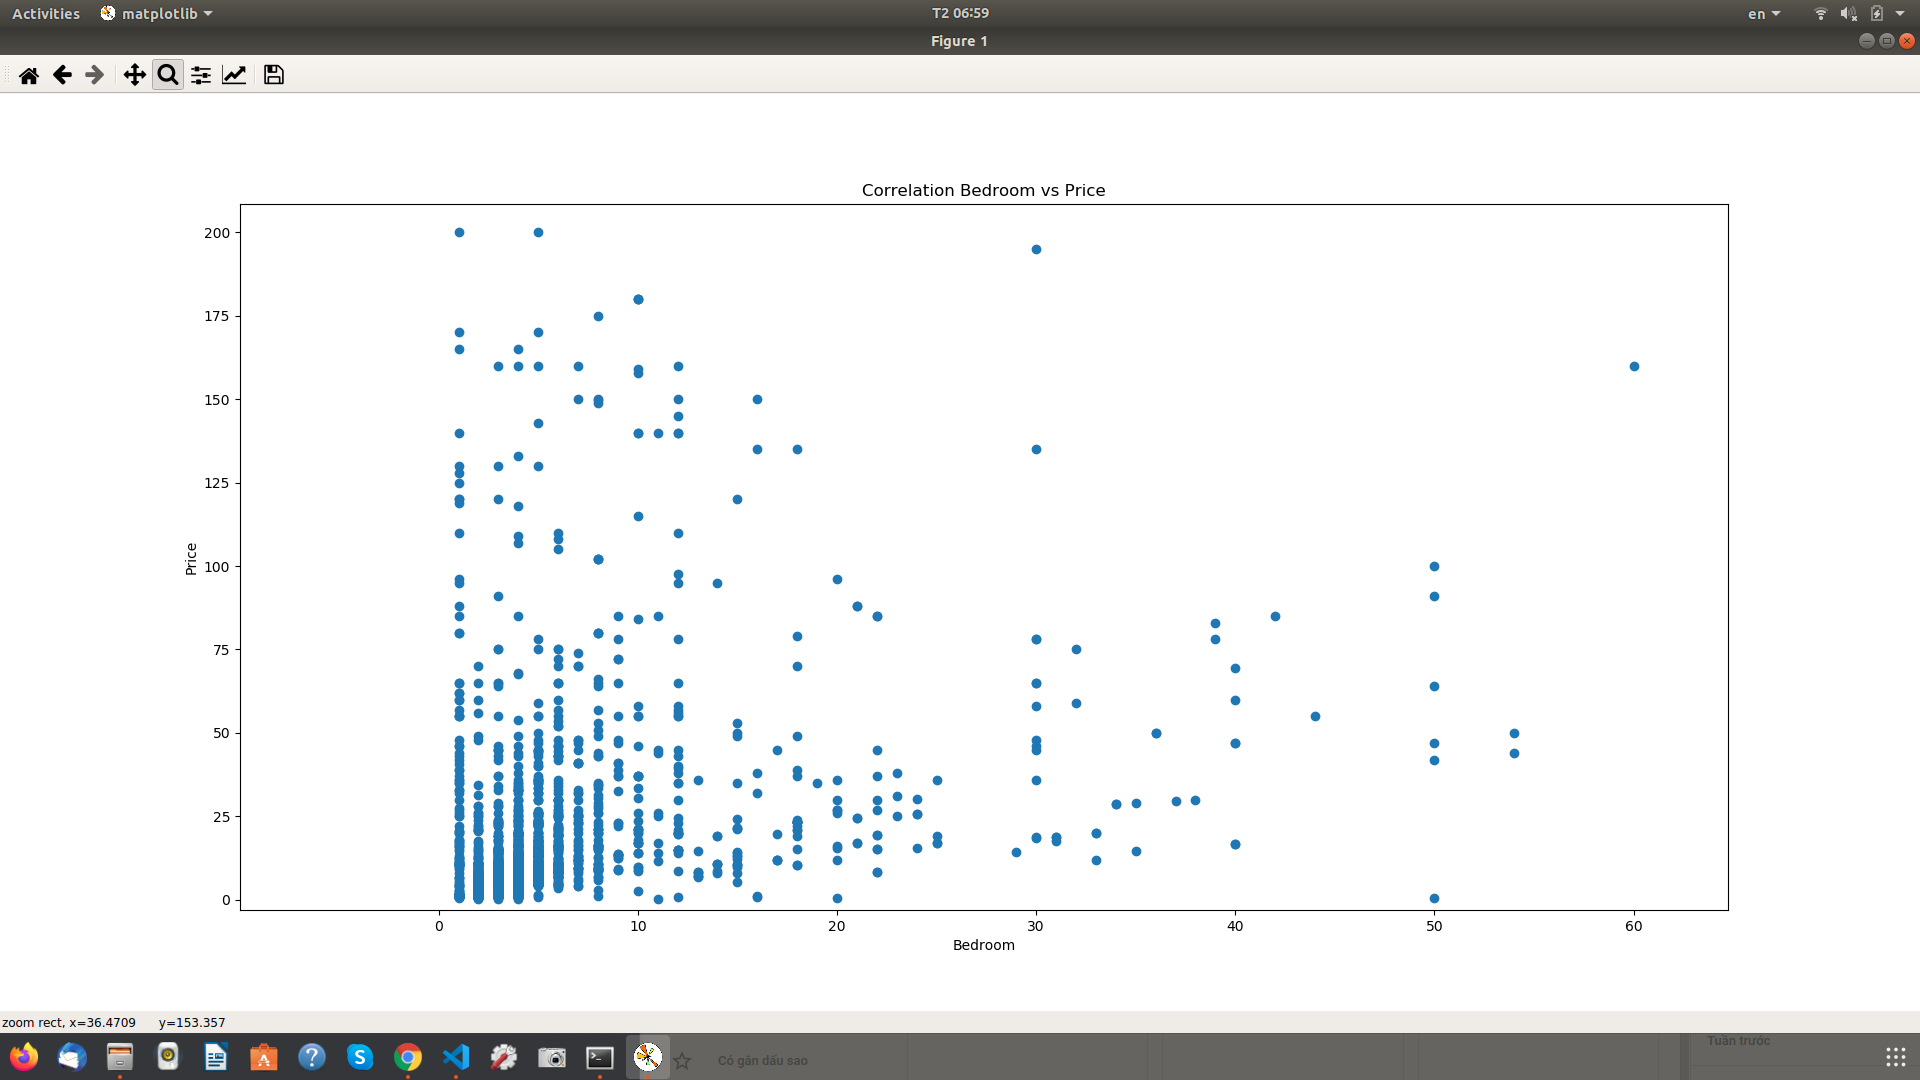 Activities matplotlib T2 06:59 en
Figure 1
Correlation Bedroom vs Price
200
175
150
125
100
75
50
25
0
Price
0 10 20 30 40 50 60
Bedroom
zoom rect, x=36.4709 y=153.357
Có gắn dấu sao
Tuần trước